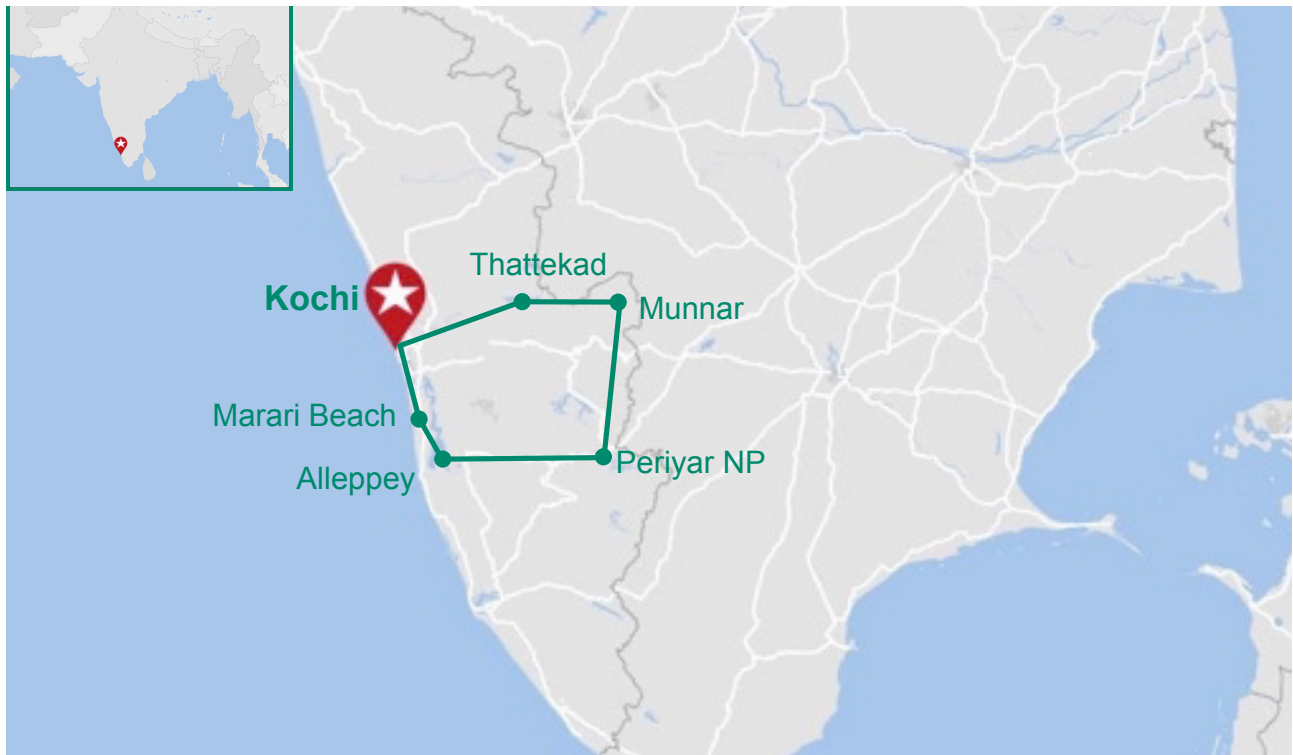 Thattekad
Kochi
Munnar
Marari Beach
Periyar NP
Alleppey